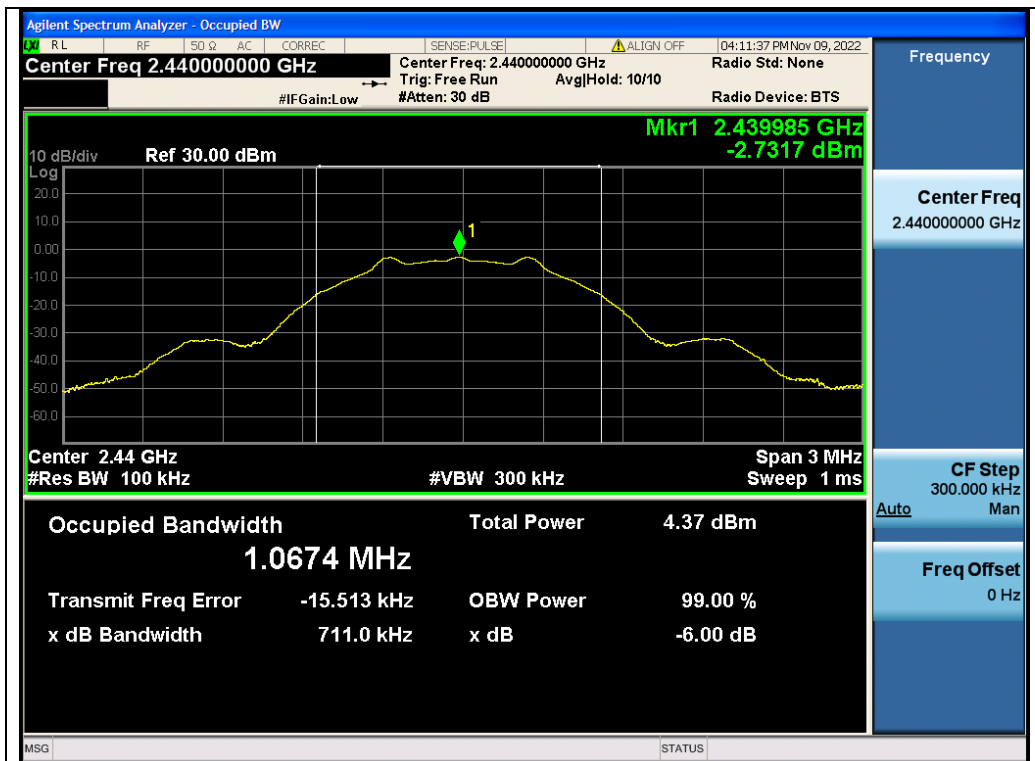 Agilent Spectrum Analyzer - Occupied BW
LXI RL RF 50 Ω AC CORREC SENSE:PULSE ALIGN OFF 04:11:37 PM Nov 09, 2022
Center Freq 2.440000000 GHz
Center Freq: 2.440000000 GHz
Radio Std: None
Trig: Free Run Avg|Hold: 10/10
#IFGain:Low
#Atten: 30 dB
Radio Device: BTS
Mkr1 2.439985 GHz
-2.7317 dBm
10 dB/div Ref 30.00 dBm
Log
20.0
10.0
0.00
-10.0
-20.0
-30.0
-40.0
-50.0
-60.0
1
Center 2.44 GHz Span 3 MHz
#Res BW 100 kHz #VBW 300 kHz Sweep 1 ms
Occupied Bandwidth Total Power 4.37 dBm
1.0674 MHz
Transmit Freq Error -15.513 kHz OBW Power 99.00 %
x dB Bandwidth 711.0 kHz x dB -6.00 dB
Frequency
Center Freq
2.440000000 GHz
CF Step
300.000 kHz
Auto Man
Freq Offset
0 Hz
MSG STATUS